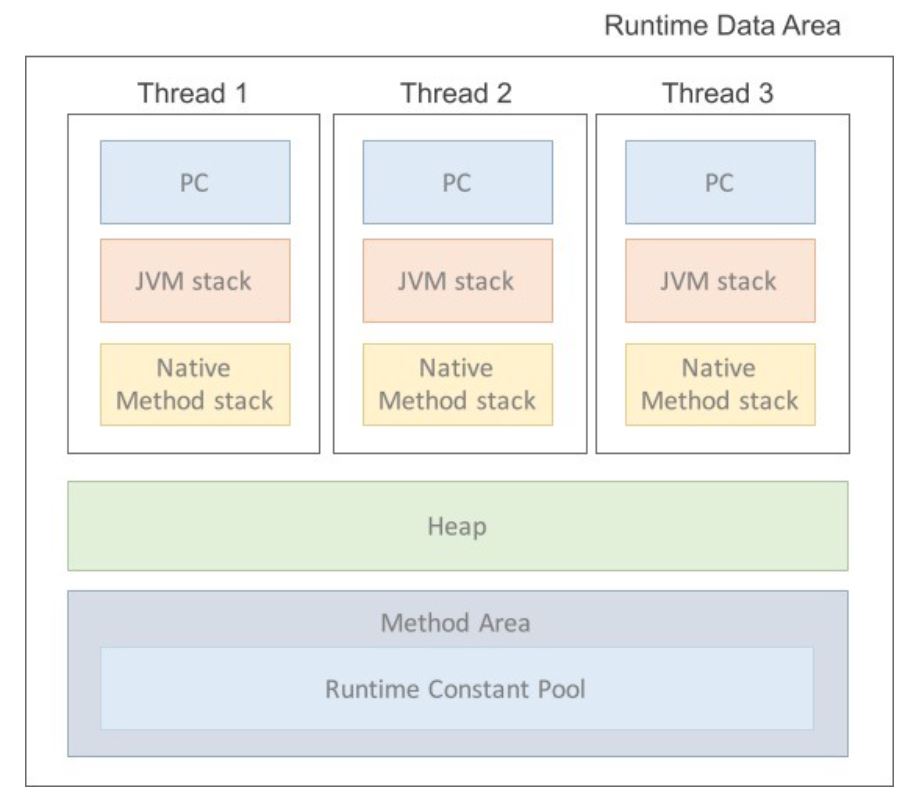 Runtime Data Area
Thread 1
PC
JVM stack
Native
Method stack
Thread 2
PC
JVM stack
Native
Method stack
Thread 3
PC
JVM stack
Native
Method stack
Heap
Method Area
Runtime Constant Pool